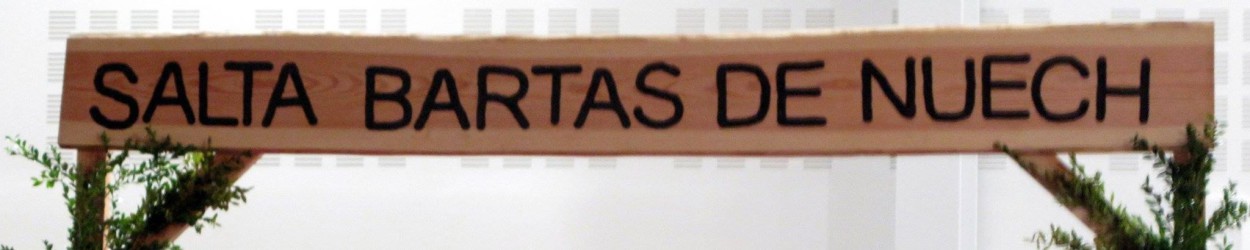 SALTA BARTAS DE NUECH